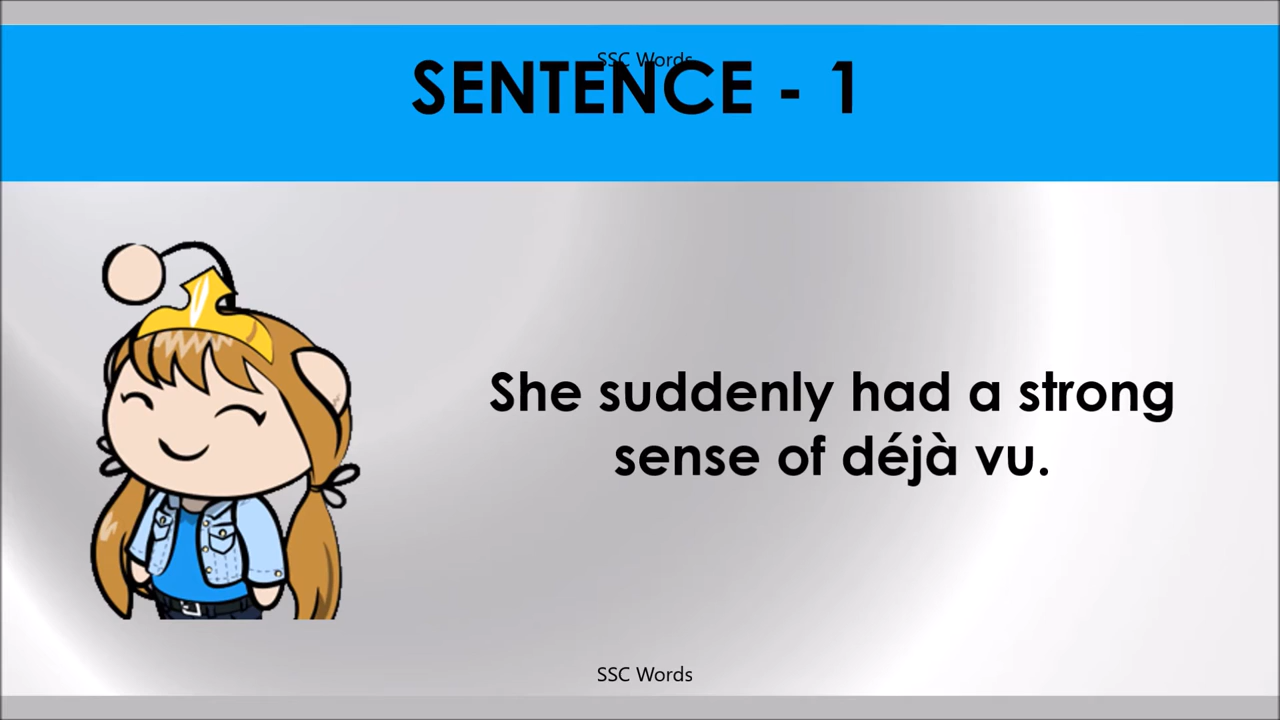 SSC Words
SENTENCE - 1
She suddenly had a strong
sense of déjà vu.
SSC Words